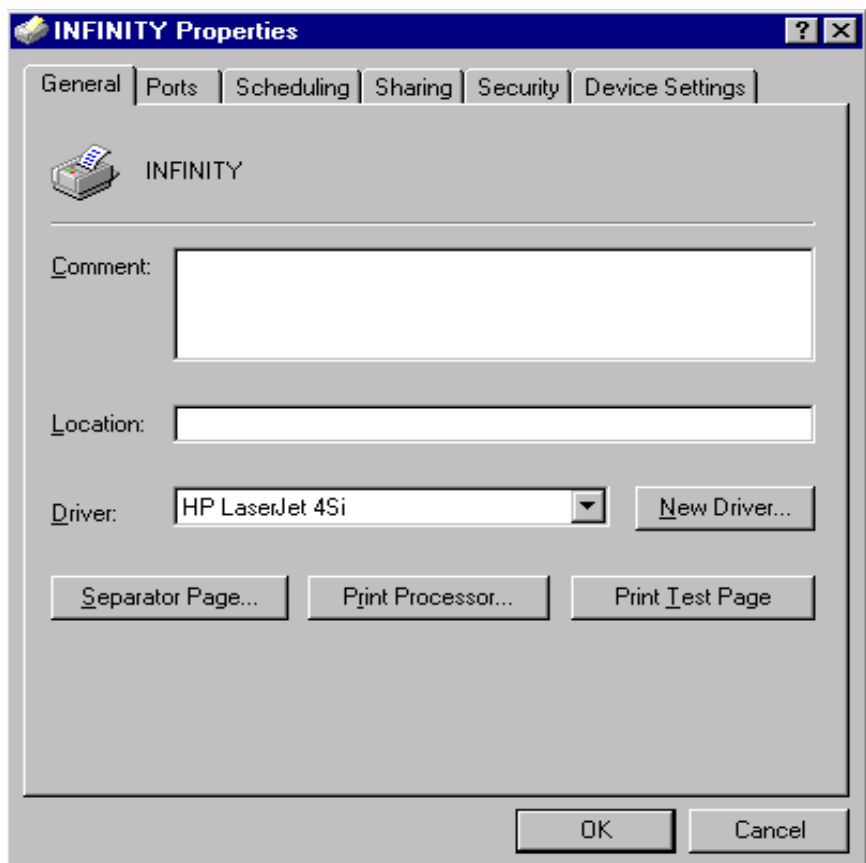 INFINITY Properties
General Ports Scheduling Sharing Security Device Settings
INFINITY
Comment:
Location:
Driver: HP LaserJet 4Si New Driver...
Separator Page... Print Processor... Print Test Page
OK Cancel